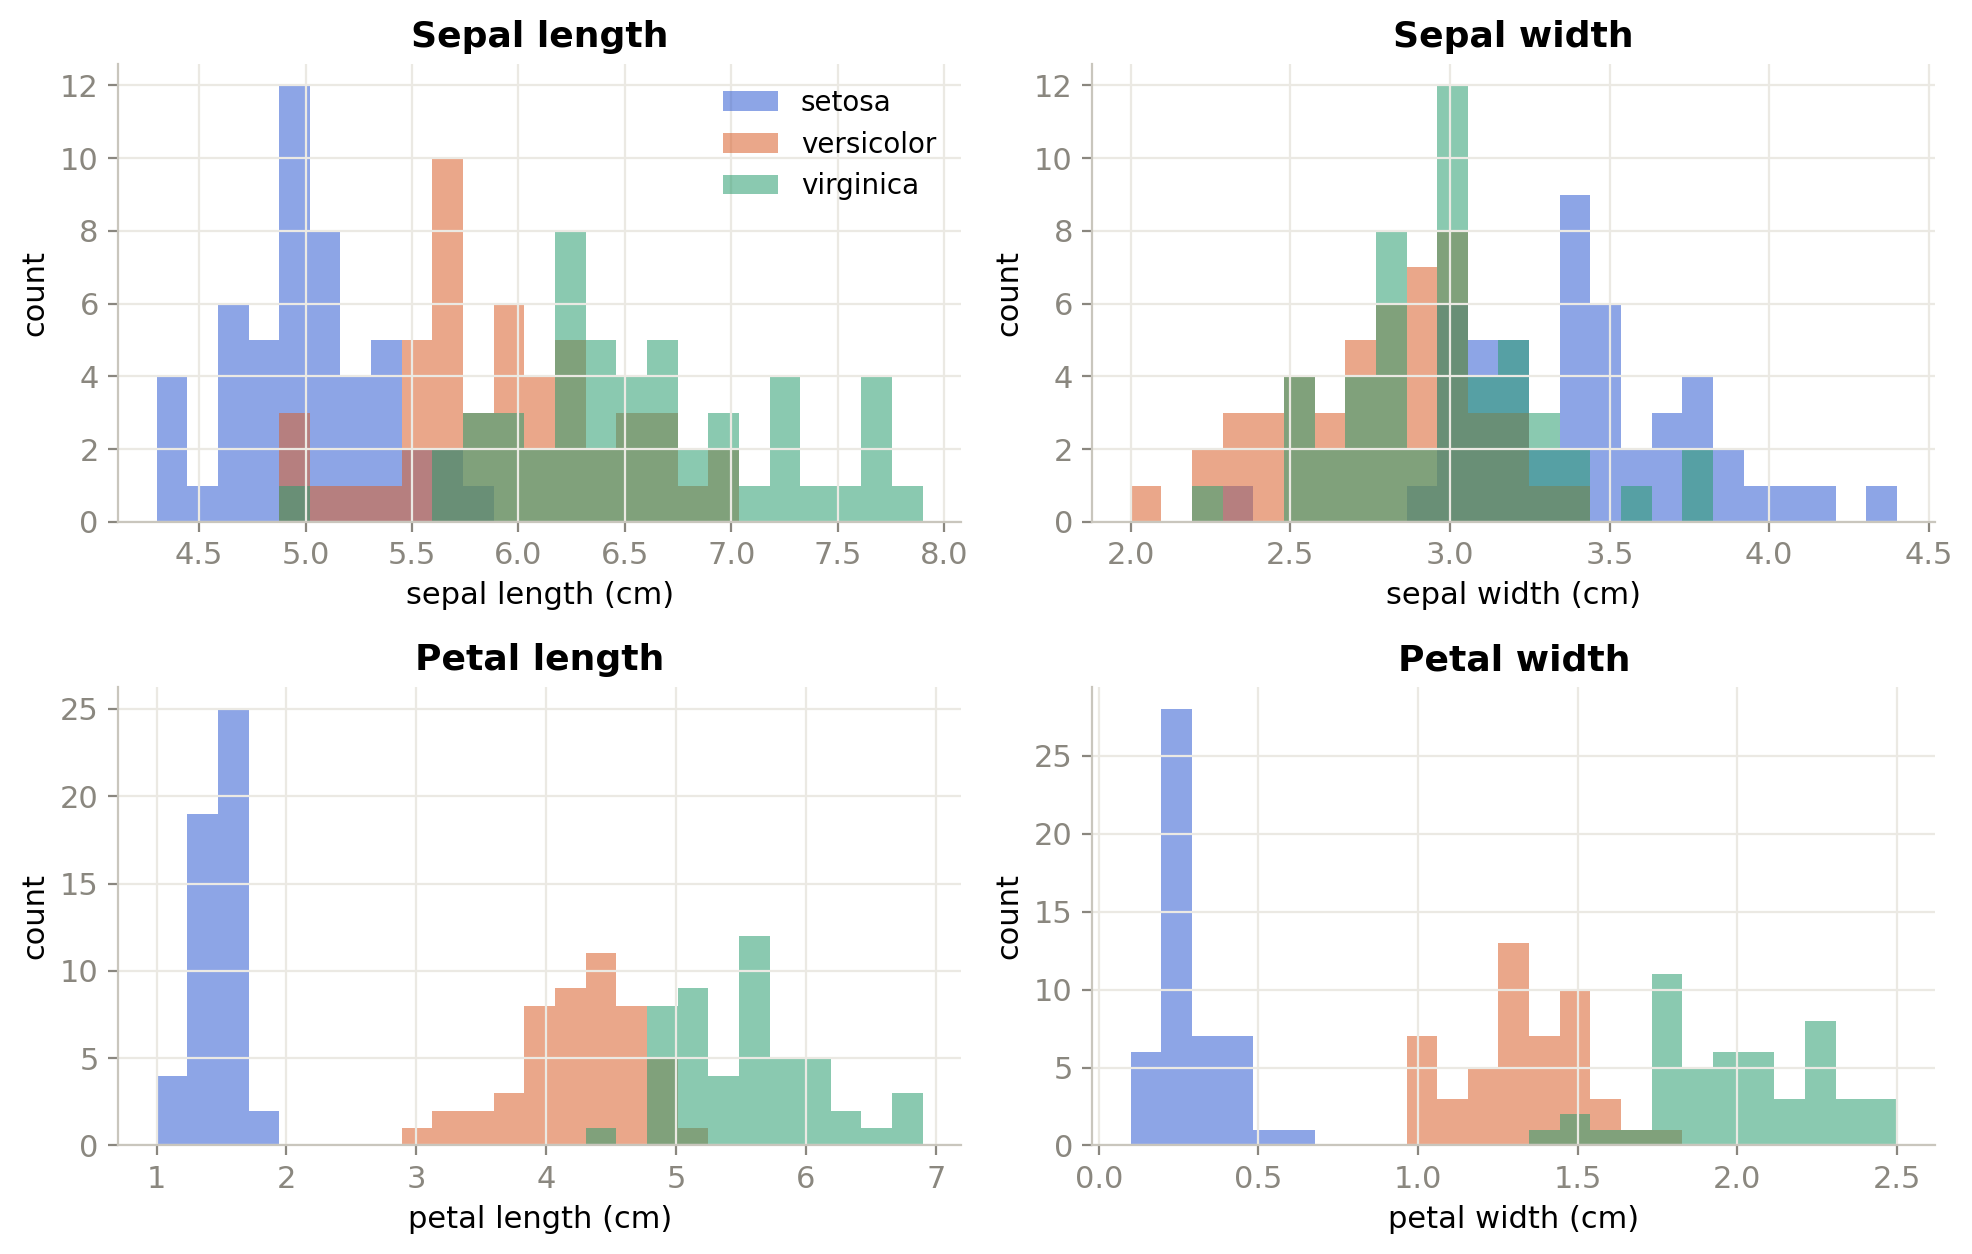 Sepal length
12
10
8
6
4
2
0
count
setosa
versicolor
virginica
4.5 5.0 5.5 6.0 6.5 7.0 7.5 8.0
sepal length (cm)
Sepal width
12
10
8
6
4
2
0
count
2.0 2.5 3.0 3.5 4.0 4.5
sepal width (cm)
Petal length
25
20
15
10
5
0
count
1 2 3 4 5 6 7
petal length (cm)
Petal width
25
20
15
10
5
0
count
0.0 0.5 1.0 1.5 2.0 2.5
petal width (cm)